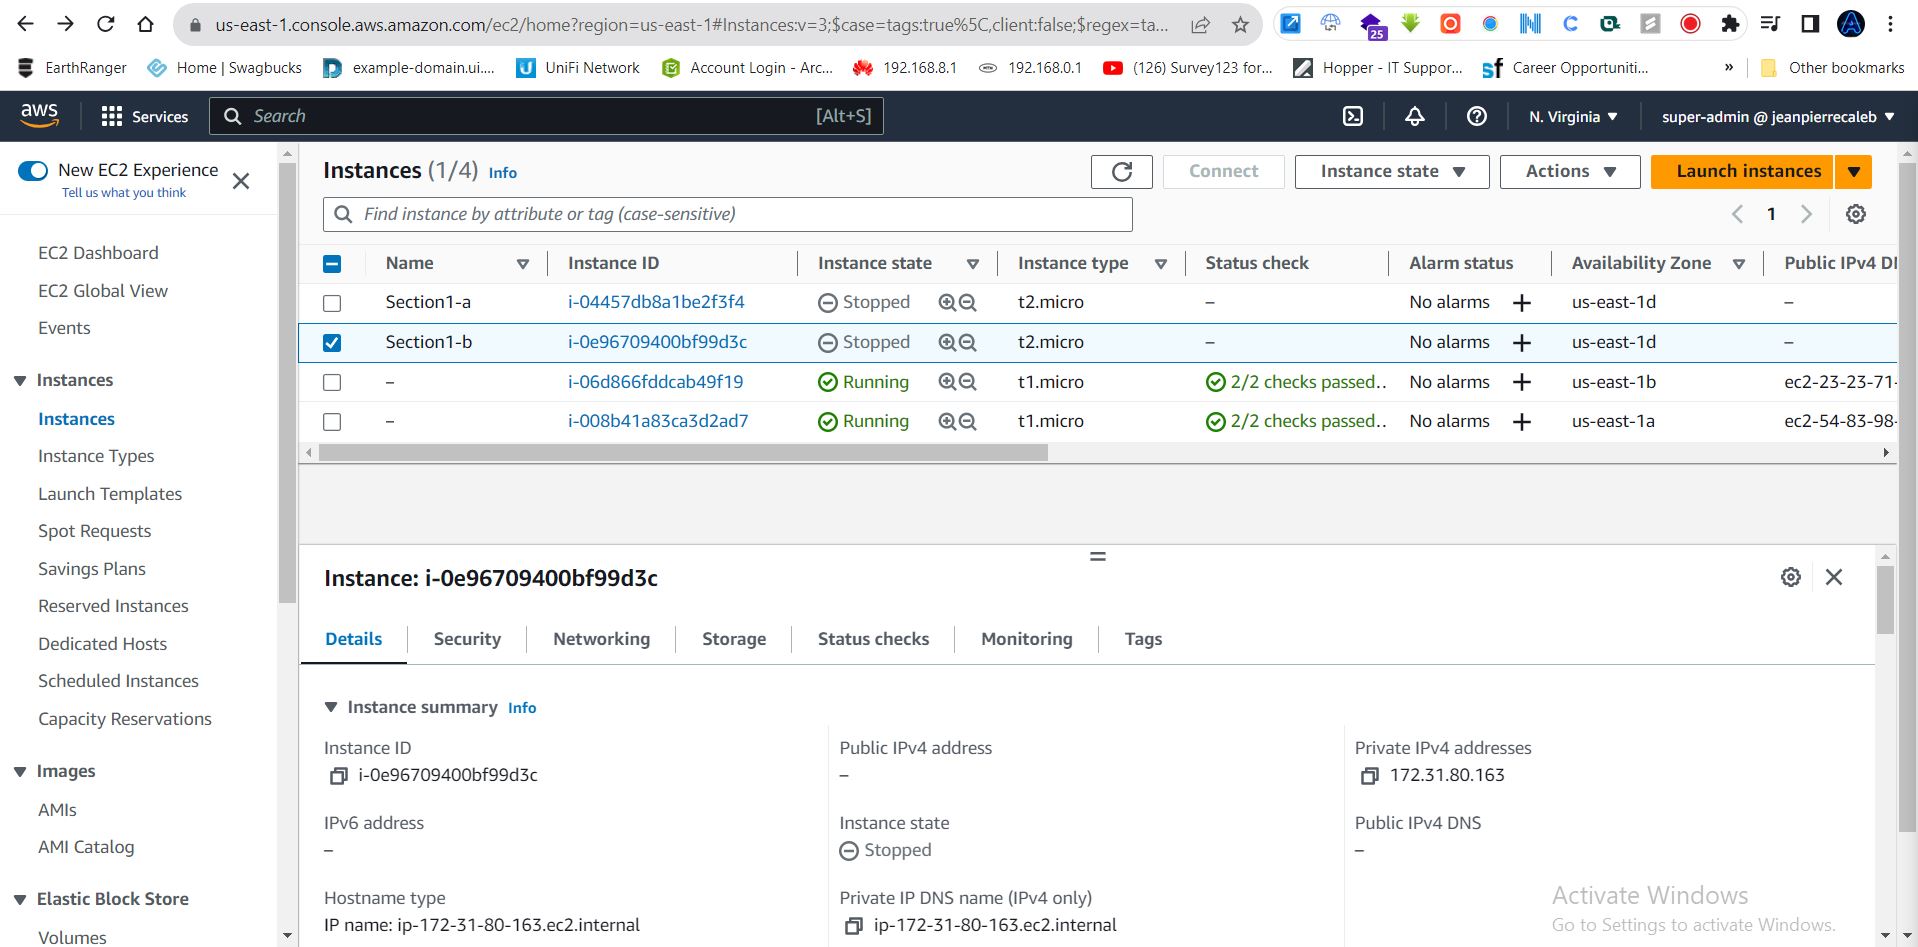 us-east-1.console.aws.amazon.com/ec2/home?region=us-east-1#Instances:v=3;$case=tags:true%5C,client:false;$regex=ta...
25
EarthRanger
Home | Swagbucks
example-domain.ui....
UniFi Network
Account Login - Arc...
192.168.8.1
192.168.0.1
(126) Survey123 for...
Hopper - IT Suppor...
Career Opportuniti...
»
Other bookmarks
aws
Services
Search
[Alt+S]
N. Virginia
super-admin @ jeanpierrecaleb
New EC2 Experience
Tell us what you think
EC2 Dashboard
EC2 Global View
Events
Instances
Instances
Instance Types
Launch Templates
Spot Requests
Savings Plans
Reserved Instances
Dedicated Hosts
Scheduled Instances
Capacity Reservations
Images
AMIs
AMI Catalog
Elastic Block Store
Volumes
Instances (1/4) Info
Connect
Instance state
Actions
Launch instances
Find instance by attribute or tag (case-sensitive)
1
Name Instance ID Instance state Instance type Status check Alarm status Availability Zone Public IPv4 D
Section1-a i-04457db8a1be2f3f4 Stopped t2.micro – No alarms + us-east-1d –
Section1-b i-0e96709400bf99d3c Stopped t2.micro – No alarms + us-east-1d –
– i-06d866fddcab49f19 Running t1.micro 2/2 checks passed.. No alarms + us-east-1b ec2-23-23-71-
– i-008b41a83ca3d2ad7 Running t1.micro 2/2 checks passed.. No alarms + us-east-1a ec2-54-83-98-
Instance: i-0e96709400bf99d3c
Details Security Networking Storage Status checks Monitoring Tags
Instance summary Info
Instance ID
i-0e96709400bf99d3c
Public IPv4 address
–
Private IPv4 addresses
172.31.80.163
IPv6 address
–
Instance state
Stopped
Public IPv4 DNS
–
Hostname type
IP name: ip-172-31-80-163.ec2.internal
Private IP DNS name (IPv4 only)
ip-172-31-80-163.ec2.internal
Activate Windows
Go to Settings to activate Windows.